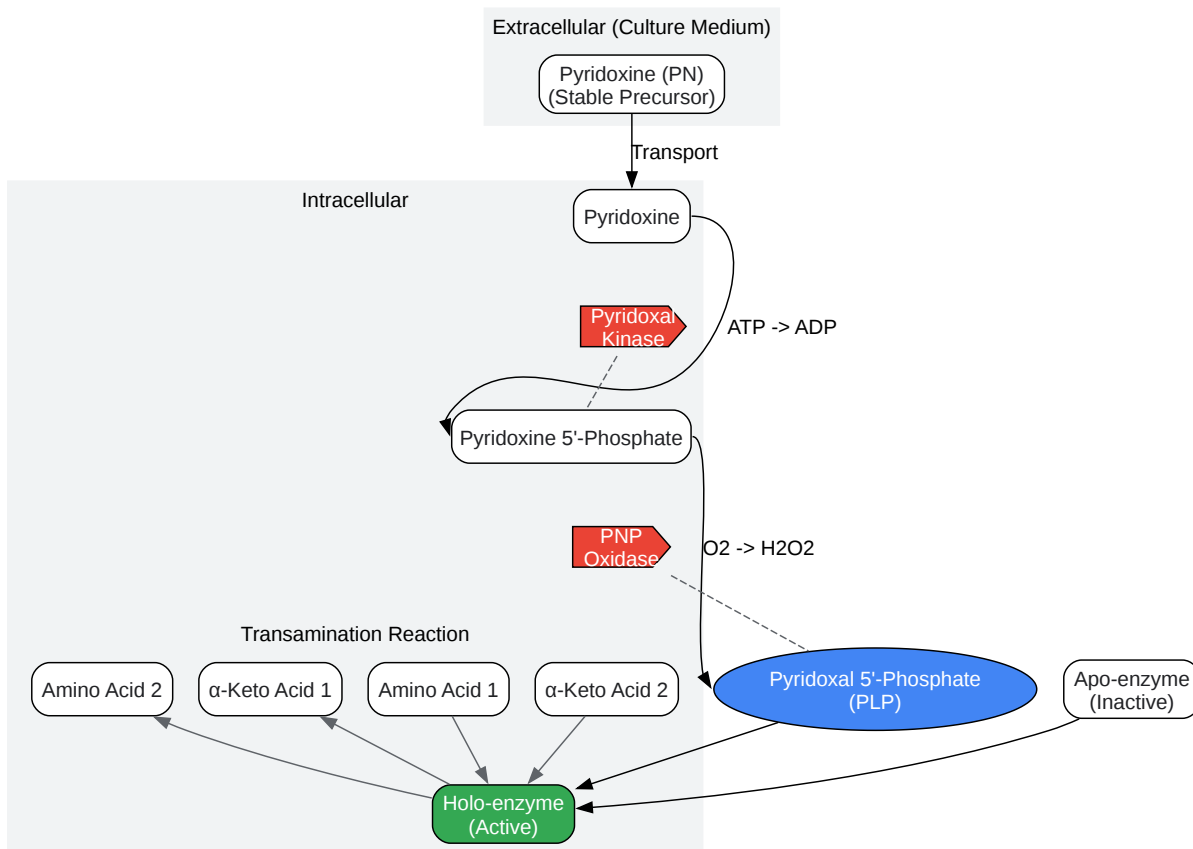 Extracellular (Culture Medium)
Pyridoxine (PN)
(Stable Precursor)
Transport
Intracellular
Pyridoxine
Pyridoxal
Kinase
ATP -> ADP
Pyridoxine 5'-Phosphate
PNP
Oxidase
O2 -> H2O2
Transamination Reaction
Amino Acid 2
α-Keto Acid 1
Amino Acid 1
α-Keto Acid 2
Pyridoxal 5'-Phosphate
(PLP)
Apo-enzyme
(Inactive)
Holo-enzyme
(Active)